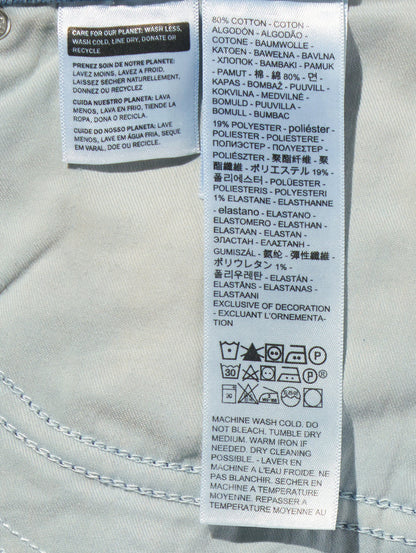 CARE FOR OUR PLANET: WASH LESS,
WASH COLD, LINE DRY, DONATE OR
RECYCLE
PRENEZ SOIN DE NOTRE PLANETE:
LAVEZ MOINS, LAVEZ A FROID,
LAISSEZ SÉCHER NATURELLEMENT,
DONNEZ OU RECYCLEZ
CUIDA NUESTRO PLANETA: LAVA
MENOS, LAVA EN FRIO, TIENDE LA
ROPA, DONA O RECICLA.
CUIDE DO NOSSO PLANETA: LAVE
MENOS, LAVE EM ÁGUA FRIA, SEQUE
EM VARAL, DOE OU RECICLE.
80% COTTON - COTON -
ALGODÓN - ALGODÃO -
COTONE - BAUMWOLLE -
KATOEN - BAWEŁNA - BAVLNA
- ХЛОПОК - BAMBAKI - PAMUK
- PAMUT - 棉 - 綿 80% - 면 -
KAPAS - BOMBAŽ - PUUVILL -
KOKVILNA - MEDVILNĖ -
BOMULD - PUUVILLA -
BOMULL - BUMBAC
19% POLYESTER - poliéster -
POLIESTERE - POLIESTER -
ПОЛИЭСТЕР - ΠΟΛΥΕΣΤΕΡ -
POLIÉSZTER - 聚酯纖維 - 聚
酯纖維 - ポリエステル 19% -
폴리에스터 - POLÜESTER -
POLIESTERIS - POLYESTERI
1% ELASTANE - ELASTHANNE
- elastano - ELASTANO -
ELASTOMERO - ELASTHAN -
ELASTAAN - ELASTAN -
ЭЛАСТАН - ΕΛΑΣΤΑΝΗ -
GUMISZÁL - 氨纶 - 彈性纖維 -
ポリウレタン 1% -
폴리우레탄 - ELASTAN -
ELASTĀNS - ELASTANAS -
ELASTAANI
EXCLUSIVE OF DECORATION
- EXCLUANT L'ORNEMENTA-
TION
P
30 P
MACHINE WASH COLD. DO
NOT BLEACH. TUMBLE DRY
MEDIUM. WARM IRON IF
NEEDED. DRY CLEANING
POSSIBLE. - LAVER EN
MACHINE A L'EAU FROIDE. NE
PAS BLANCHIR. SECHER EN
MACHINE A TEMPERATURE
MOYENNE. REPASSER A
TEMPERATURE MOYENNE AU